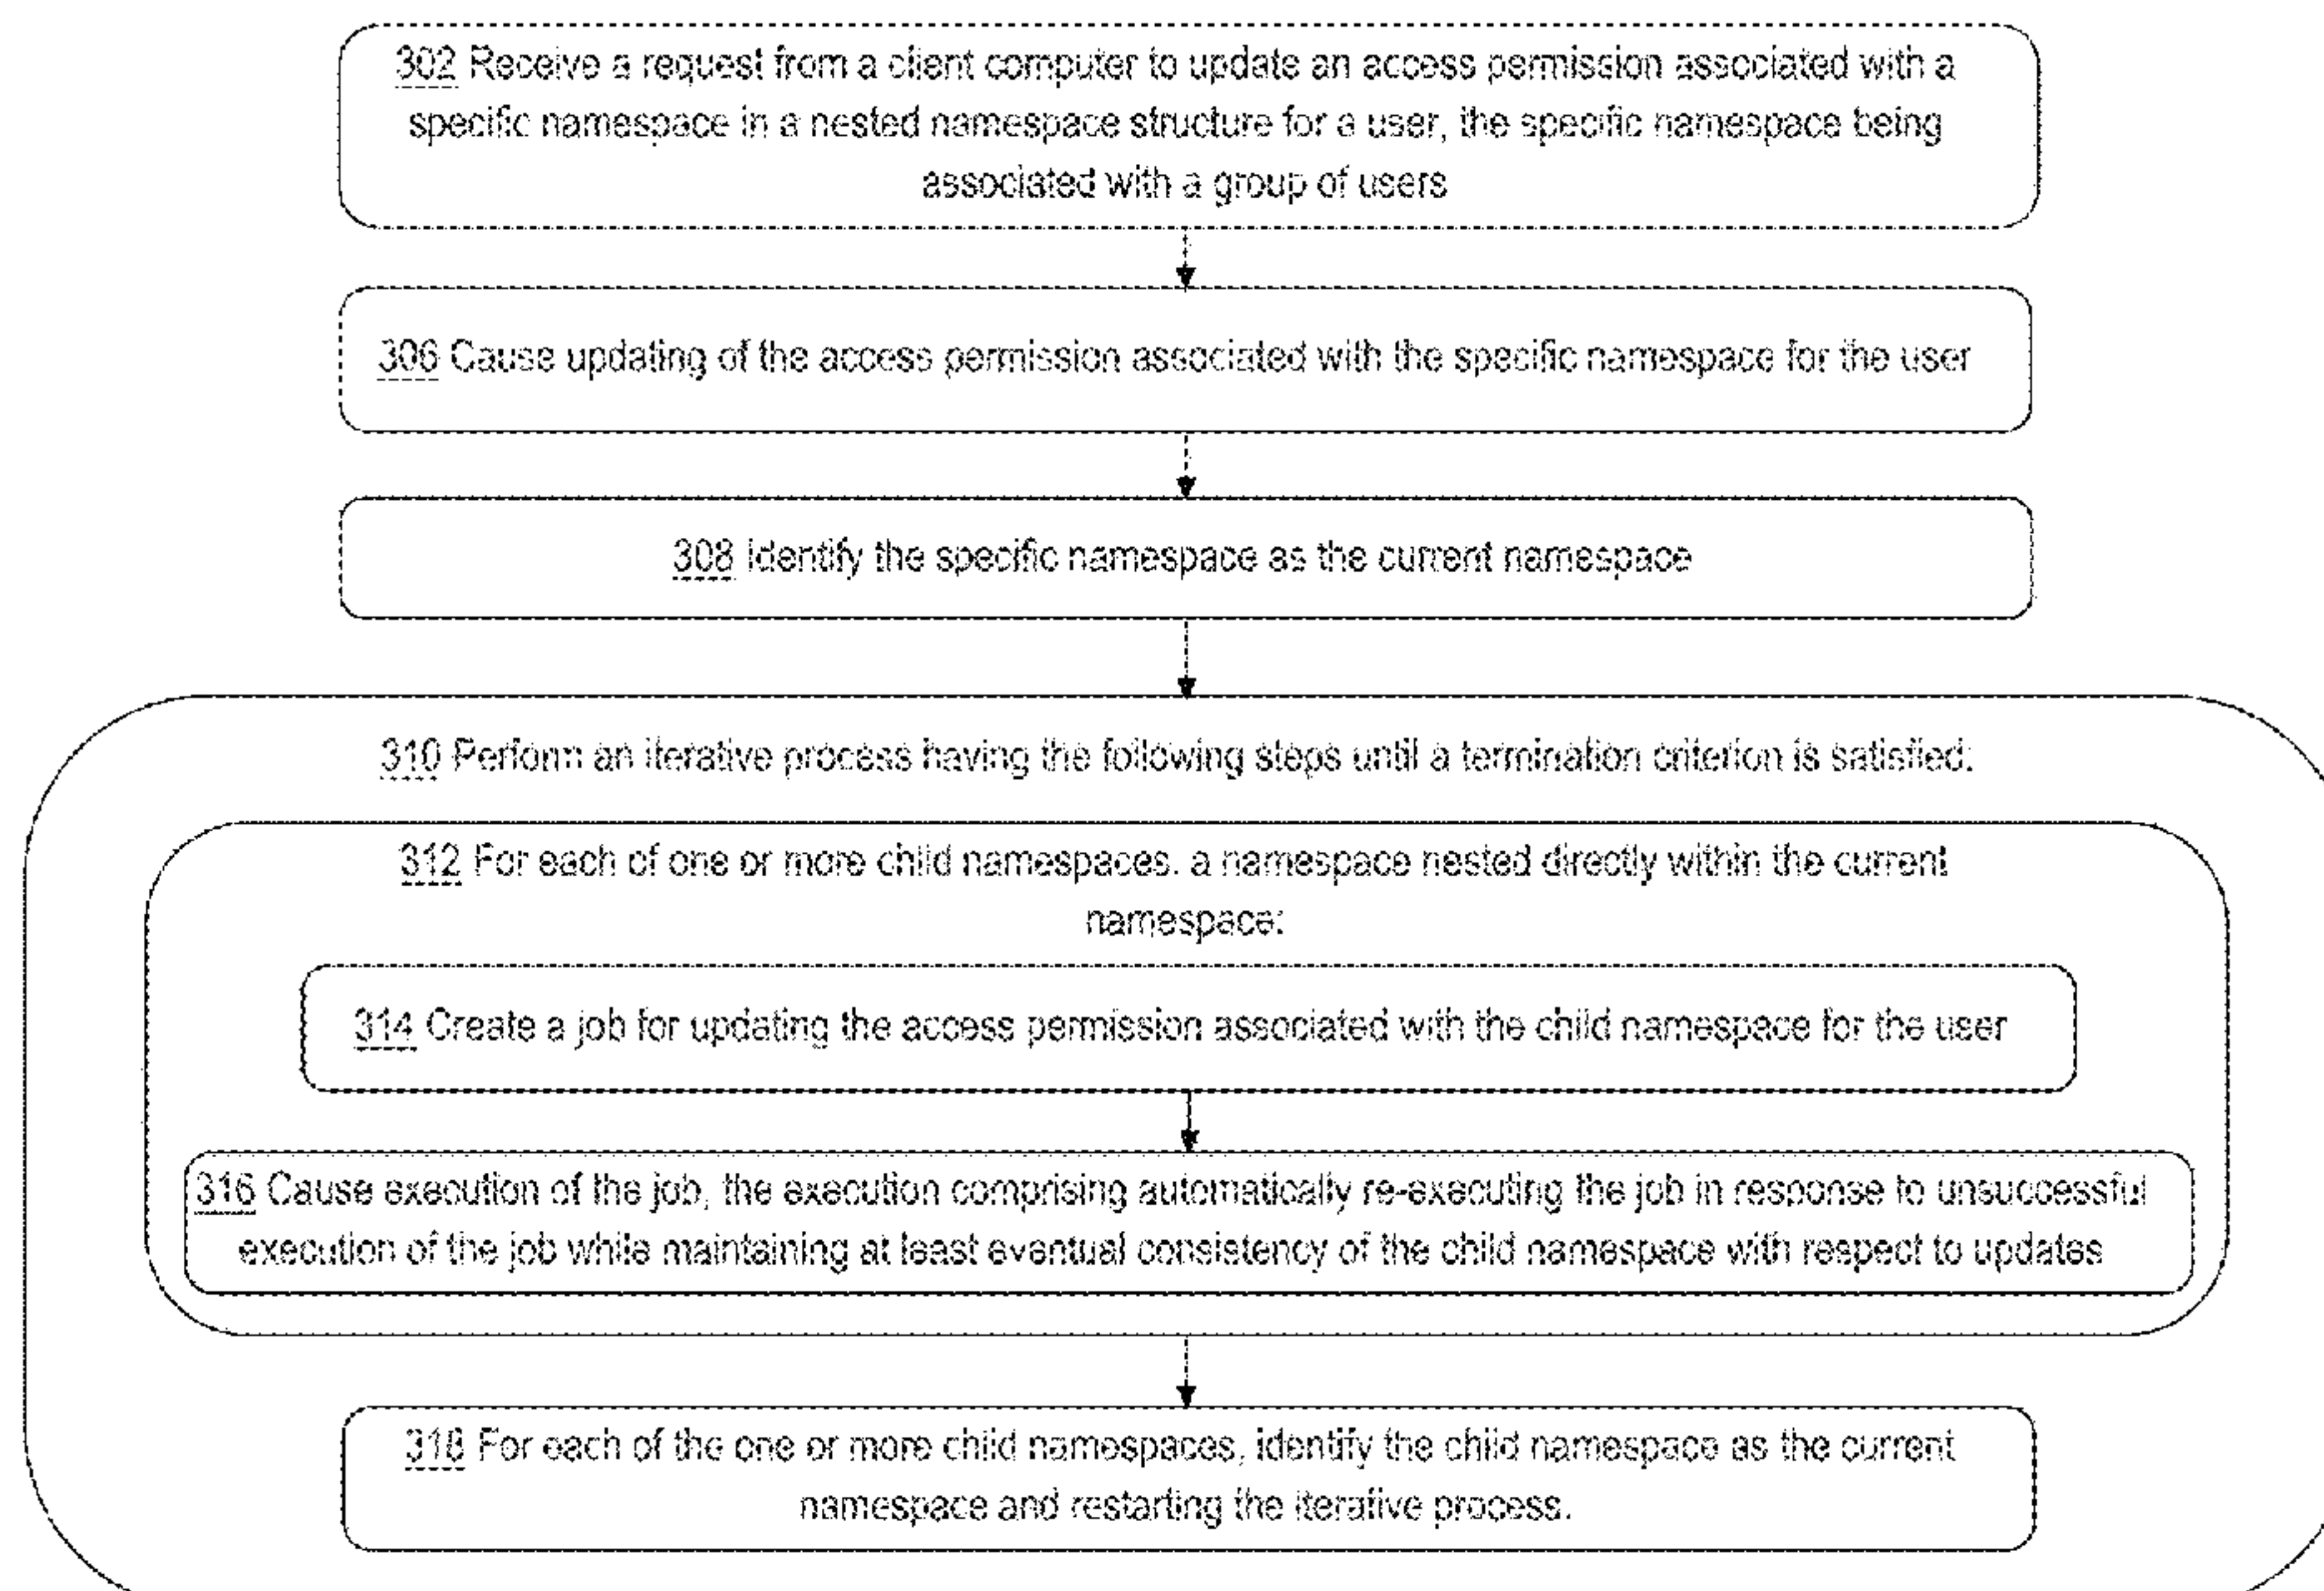 302 Receive a request from a client computer to update an access permission associated with a
specific namespace in a nested namespace structure for a user, the specific namespace being
associated with a group of users
306 Cause updating of the access permission associated with the specific namespace for the user
308 Identify the specific namespace as the current namespace
310 Perform an iterative process having the following steps until a termination criterion is satisfied:
312 For each of one or more child namespaces, a namespace nested directly within the current
namespace:
314 Create a job for updating the access permission associated with the child namespace for the user
316 Cause execution of the job, the execution comprising automatically re-executing the job in response to unsuccessful
execution of the job while maintaining at least eventual consistency of the child namespace with respect to updates
318 For each of the one or more child namespaces, identify the child namespace as the current
namespace and restarting the iterative process.